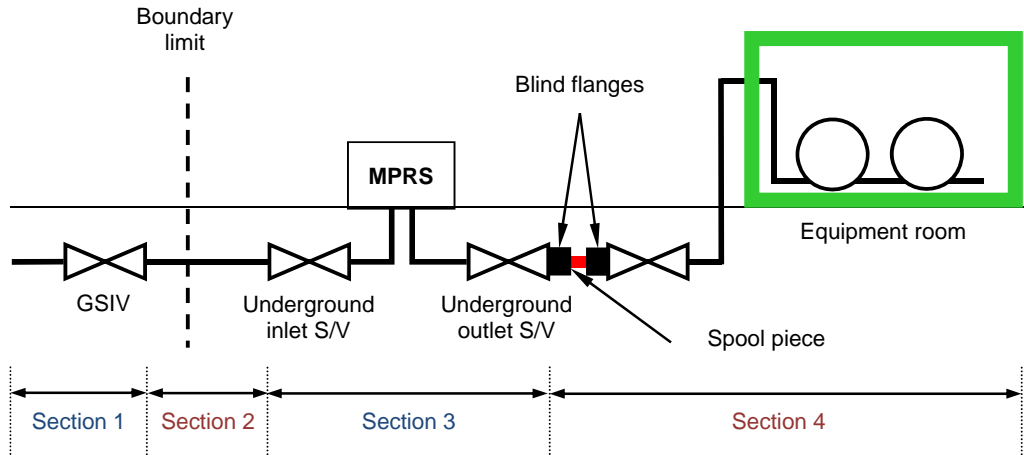 Boundary
limit
Blind flanges
MPRS
Equipment room
GSIV
Underground
inlet S/V
Underground
outlet S/V
Spool piece
Section 1
Section 2
Section 3
Section 4